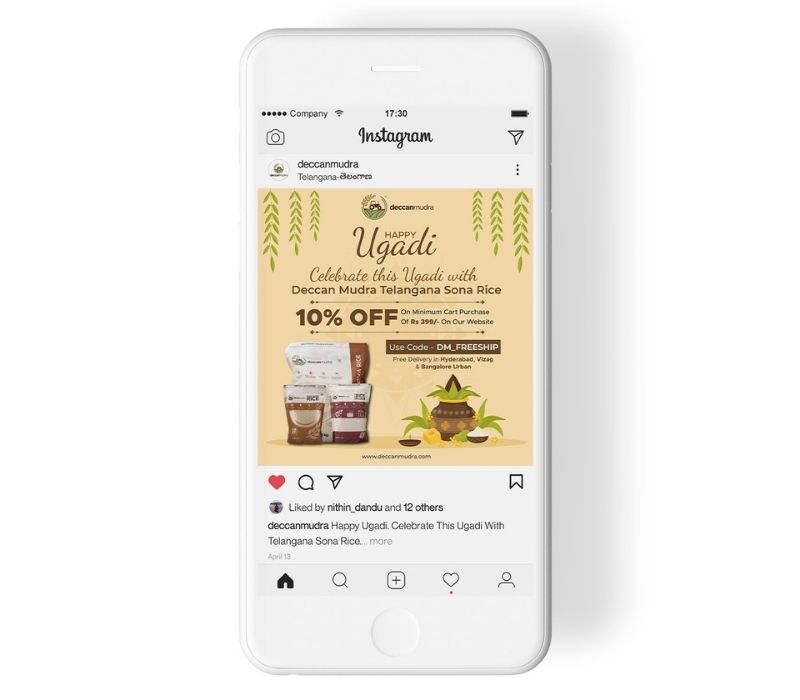 Company 17:30
Instagram
deccanmudra
Telangana-తెలంగాణ
deccanmudra
HAPPY
Ugadi
Celebrate this Ugadi with
Deccan Mudra Telangana Sona Rice
10% OFF
On Minimum Cart Purchase
Of Rs 399/- On Our Website
Use Code - DM_FREESHIP
Free Delivery in Hyderabad, Vizag
& Bangalore Urban
deccanmudra
RICE
www.deccanmudra.com
Liked by nithin_dandu and 12 others
deccanmudra Happy Ugadi. Celebrate This Ugadi With
Telangana Sona Rice... more
April 13